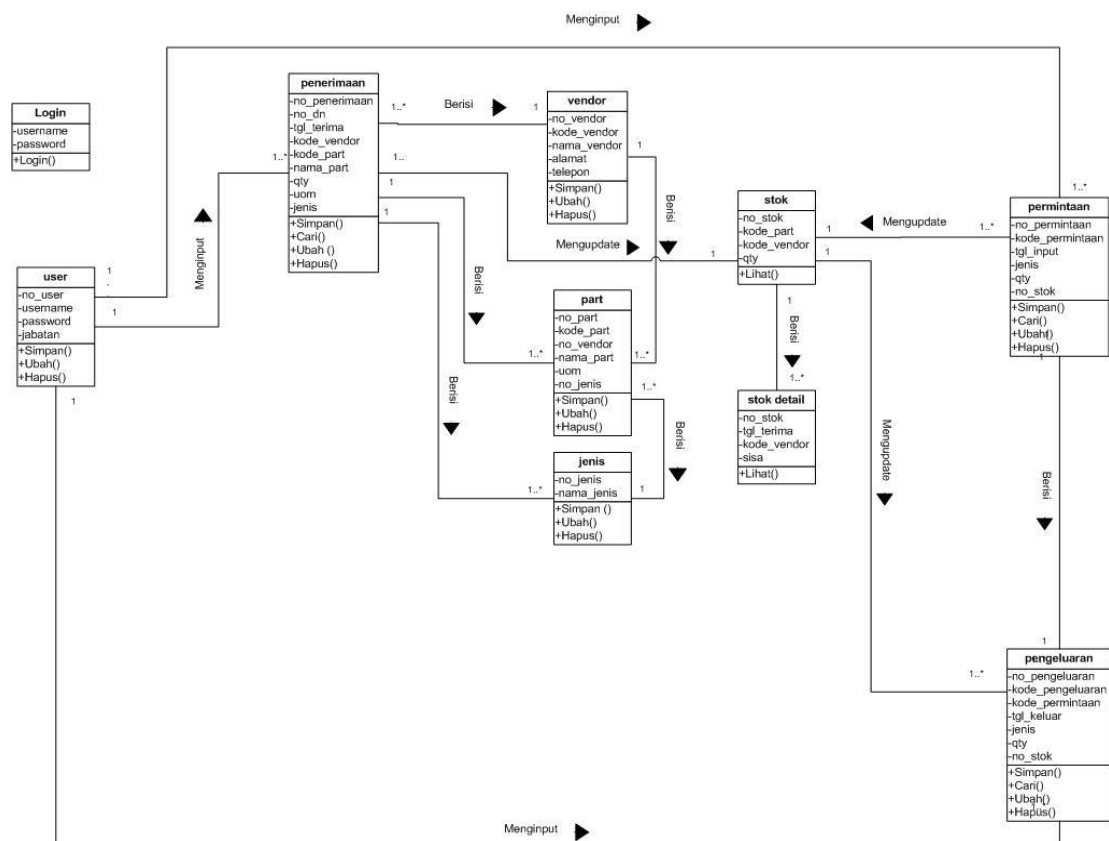 Menginput
Login
-username
-password
+Login()
penerimaan
-no_penerimaan
-no_dn
-tgl_terima
-kode_vendor
-kode_part
-nama_part
-qty
-uom
-jenis
+Simpan()
+Cari()
+Ubah ()
+Hapus()
1..*
Berisi
1
vendor
-no_vendor
-kode_vendor
-nama_vendor
-alamat
-telepon
+Simpan()
+Ubah()
+Hapus()
1..*
1..
1
1
1
Berisi
Menginput
Mengupdate
1
stok
-no_stok
-kode_part
-kode_vendor
-qty
+Lihat()
1
1
Mengupdate
1..*
1..*
permintaan
-no_permintaan
-kode_permintaan
-tgl_input
-jenis
-qty
-no_stok
+Simpan()
+Cari()
+Ubah()
+Hapus()
1
1
user
-no_user
-username
-password
-jabatan
+Simpan()
+Ubah()
+Hapus()
1
1
1
Berisi
1..*
part
-no_part
-kode_part
-no_vendor
-nama_part
-uom
-no_jenis
+Simpan()
+Ubah()
+Hapus()
1..*
1..*
1
Berisi
1..*
stok detail
-no_stok
-tgl_terima
-kode_vendor
-sisa
+Lihat()
Berisi
Berisi
1..*
jenis
-no_jenis
-nama_jenis
+Simpan ()
+Ubah()
+Hapus()
1
Mengupdate
Berisi
1
1..*
pengeluaran
-no_pengeluaran
-kode_pengeluaran
-kode_permintaan
-tgl_keluar
-jenis
-qty
-no_stok
+Simpan()
+Cari()
+Ubah()
+Hapus()
Menginput